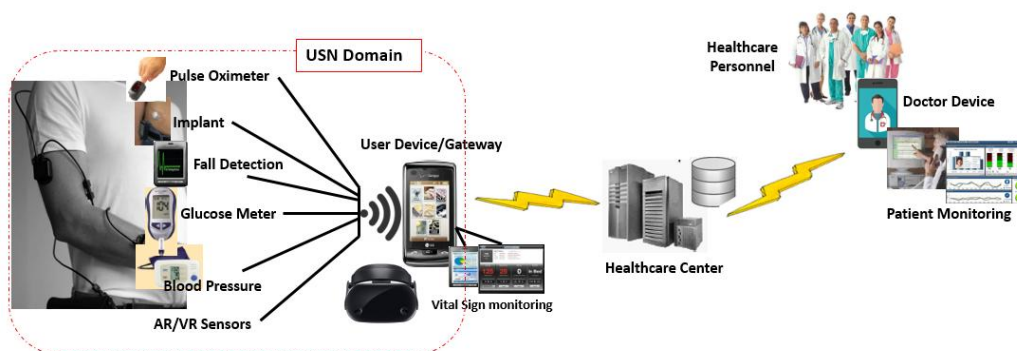 USN Domain
Pulse Oximeter
Implant
Fall Detection
Glucose Meter
Blood Pressure
AR/VR Sensors
User Device/Gateway
Vital Sign monitoring
Healthcare Center
Healthcare
Personnel
Doctor Device
Patient Monitoring